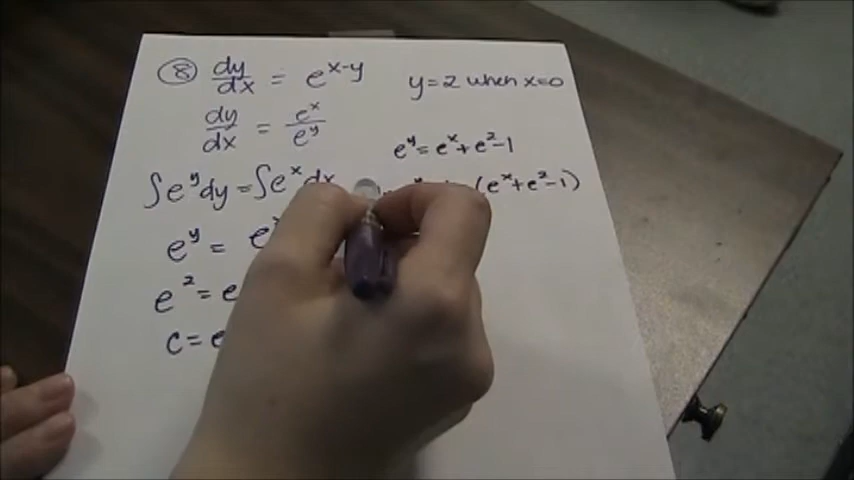 ⑧ dy/dx = e^x-y y=2 when x=0
dy/dx = e^x/e^y
e^y = e^x + e^2 - 1
∫e^y dy = ∫e^x dx
(e^x + e^2 - 1)
e^y = e
e^2 = e
c = e